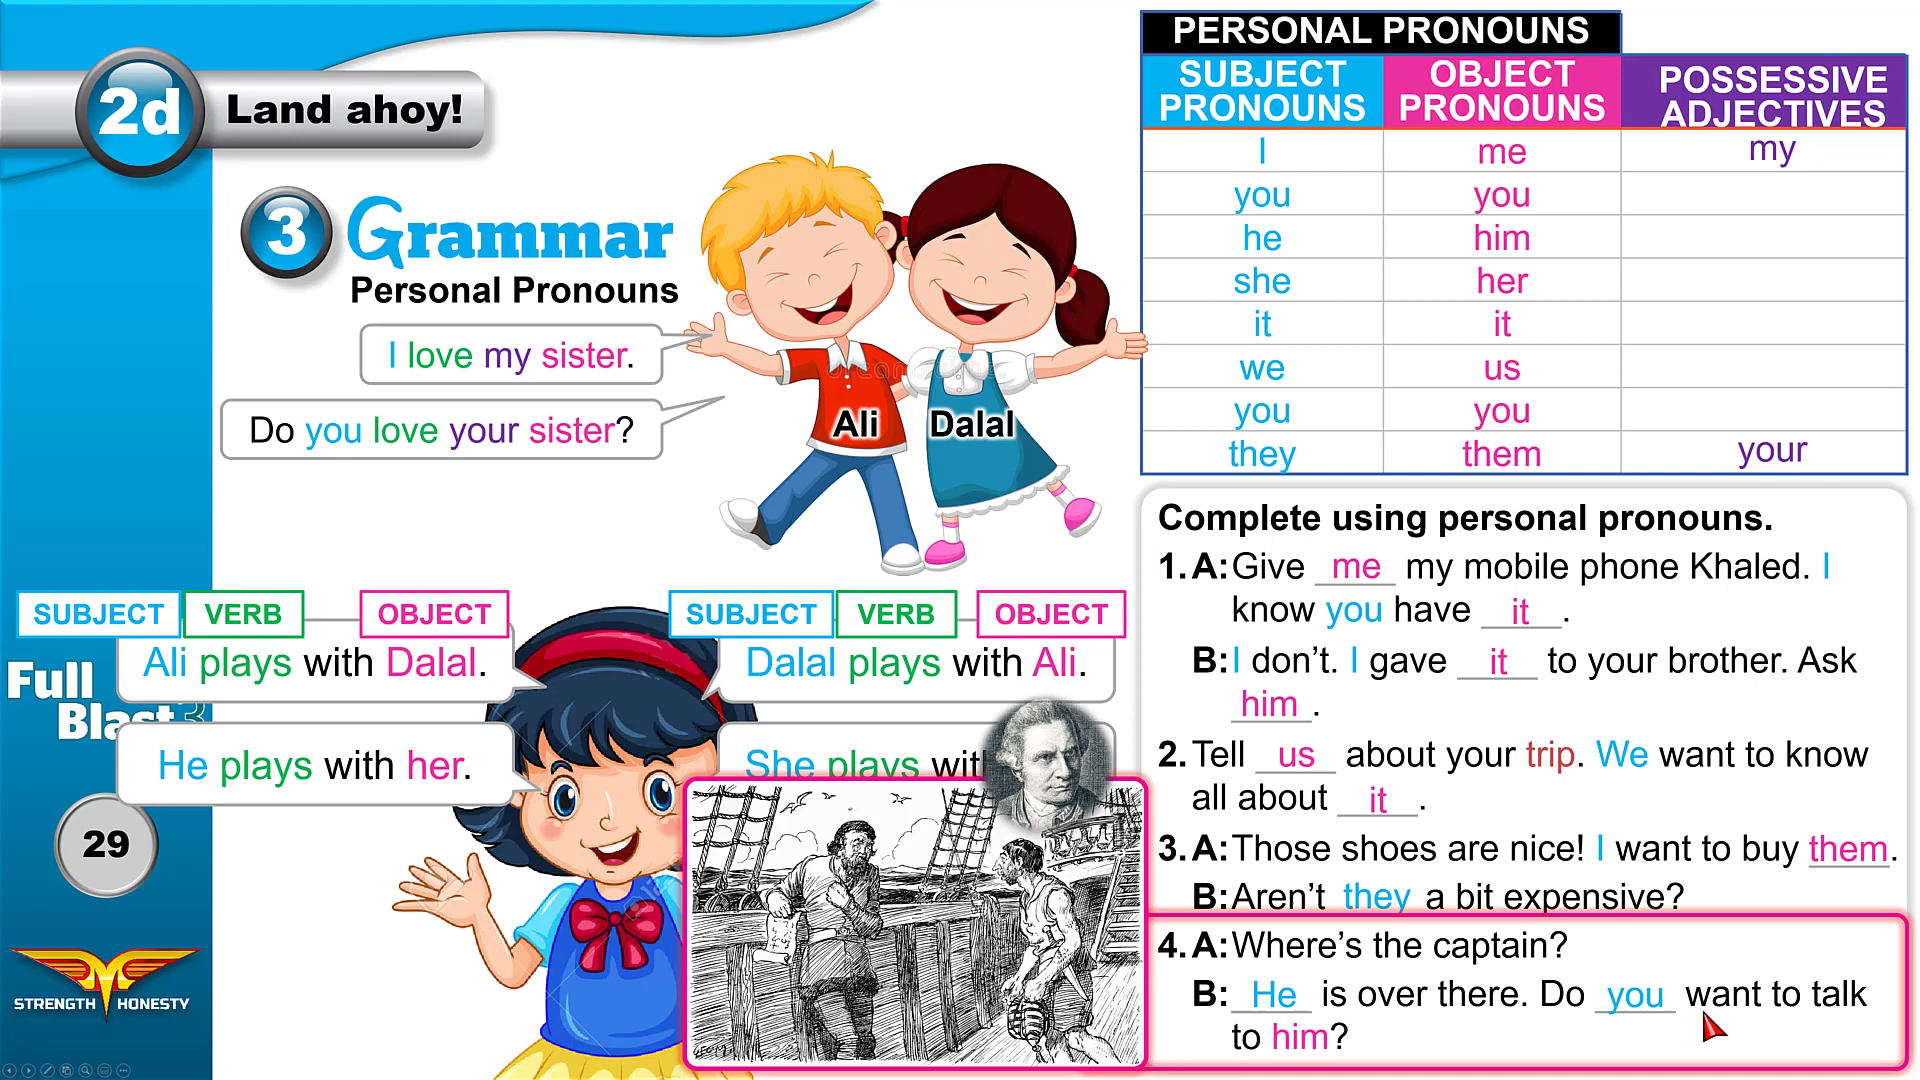 2d Land ahoy!
3 Grammar
Personal Pronouns
I love my sister.
Do you love your sister?
Ali Dalal
SUBJECT VERB OBJECT
Ali plays with Dalal.
He plays with her.
SUBJECT VERB OBJECT
Dalal plays with Ali.
She plays with
Full
Blast 3
29
STRENGTH HONESTY
PERSONAL PRONOUNS
SUBJECT PRONOUNS OBJECT PRONOUNS POSSESSIVE ADJECTIVES
I me my
you you
he him
she her
it it
we us
you you
they them your
Complete using personal pronouns.
1. A: Give me my mobile phone Khaled. I
know you have it.
B: I don't. I gave it to your brother. Ask
him.
2. Tell us about your trip. We want to know
all about it.
3. A: Those shoes are nice! I want to buy them.
B: Aren't they a bit expensive?
4. A: Where's the captain?
B: He is over there. Do you want to talk
to him?